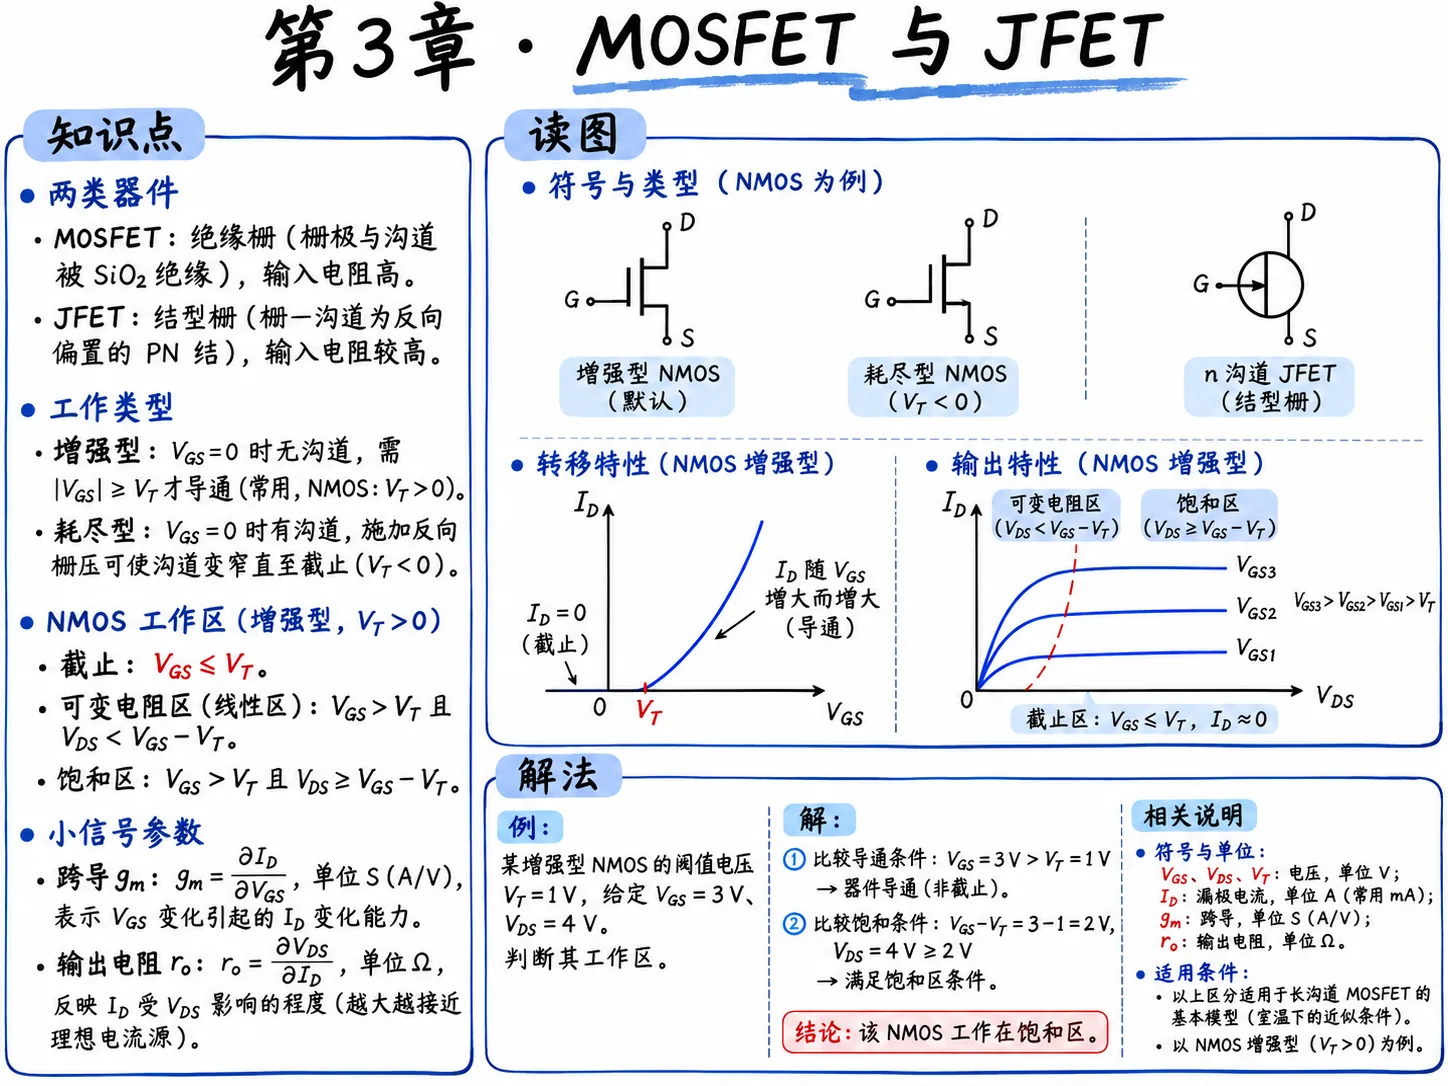 第3章·MOSFET 与 JFET
知识点
• 两类器件
• MOSFET：绝缘栅（栅极与沟道
被 SiO₂ 绝缘），输入电阻高。
• JFET：结型栅（栅—沟道为反向
偏置的 PN 结），输入电阻较高。
• 工作类型
• 增强型：V_GS=0 时无沟道，需
|V_GS| ≥ V_T 才导通（常用，NMOS：V_T>0）。
• 耗尽型：V_GS=0 时有沟道，施加反向
栅压可使沟道变窄直至截止（V_T<0）。
• NMOS 工作区（增强型，V_T>0）
• 截止：V_GS ≤ V_T。
• 可变电阻区（线性区）：V_GS>V_T 且
V_DS < V_GS−V_T。
• 饱和区：V_GS>V_T 且 V_DS ≥ V_GS−V_T。
• 小信号参数
• 跨导 g_m：g_m = ∂I_D/∂V_GS，单位 S（A/V），
表示 V_GS 变化引起的 I_D 变化能力。
• 输出电阻 r_o：r_o = ∂V_DS/∂I_D，单位 Ω，
反映 I_D 受 V_DS 影响的程度（越大越接近
理想电流源）。
读图
• 符号与类型（NMOS 为例）
D
G
S
增强型 NMOS
（默认）
D
G
S
耗尽型 NMOS
（V_T<0）
D
G
S
n 沟道 JFET
（结型栅）
• 转移特性（NMOS 增强型）
I_D
I_D 随 V_GS
增大而增大
（导通）
I_D=0
（截止）
0
V_T
V_GS
• 输出特性（NMOS 增强型）
I_D
可变电阻区
（V_DS<V_GS−V_T）
饱和区
（V_DS≥V_GS−V_T）
V_GS3
V_GS2
V_GS1
V_GS3>V_GS2>V_GS1>V_T
0
V_DS
截止区：V_GS ≤ V_T，I_D≈0
解法
例：
某增强型 NMOS 的阈值电压
V_T=1V，给定 V_GS=3V、
V_DS=4V。
判断其工作区。
解：
① 比较导通条件：V_GS=3V>V_T=1V
→ 器件导通（非截止）。
② 比较饱和条件：V_GS−V_T=3−1=2V，
V_DS=4V≥2V
→ 满足饱和区条件。
结论：该 NMOS 工作在饱和区。
相关说明
• 符号与单位：
V_GS、V_DS、V_T：电压，单位 V；
I_D：漏极电流，单位 A（常用 mA）；
g_m：跨导，单位 S（A/V）；
r_o：输出电阻，单位 Ω。
• 适用条件：
• 以上区分适用于长沟道 MOSFET 的
基本模型（室温下的近似条件）。
• 以 NMOS 增强型（V_T>0）为例。